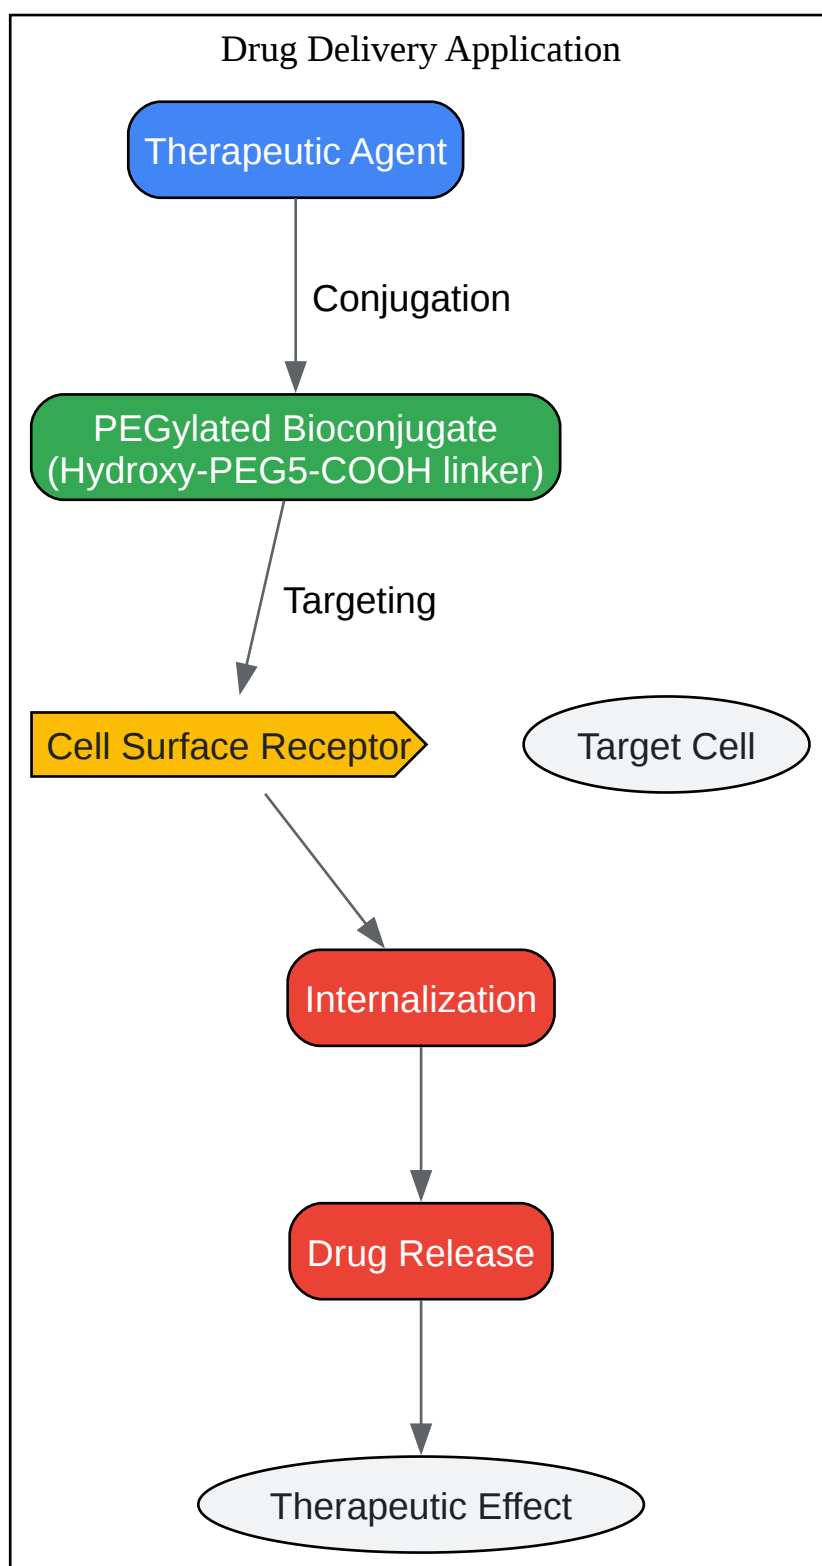 Drug Delivery Application
Therapeutic Agent
Conjugation
PEGylated Bioconjugate
(Hydroxy-PEG5-COOH linker)
Targeting
Cell Surface Receptor
Target Cell
Internalization
Drug Release
Therapeutic Effect